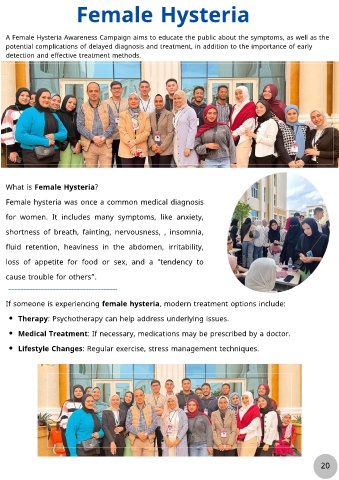 Female Hysteria
A Female Hysteria Awareness Campaign aims to educate the public about the symptoms, as well as the
potential complications of delayed diagnosis and treatment, in addition to the importance of early
detection and effective treatment methods.
What is Female Hysteria?
Female hysteria was once a common medical diagnosis
for women. It includes many symptoms, like anxiety,
shortness of breath, fainting, nervousness, , insomnia,
fluid retention, heaviness in the abdomen, irritability,
loss of appetite for food or sex, and a "tendency to
cause trouble for others".
If someone is experiencing female hysteria, modern treatment options include:
• Therapy: Psychotherapy can help address underlying issues.
• Medical Treatment: If necessary, medications may be prescribed by a doctor.
• Lifestyle Changes: Regular exercise, stress management techniques.
20